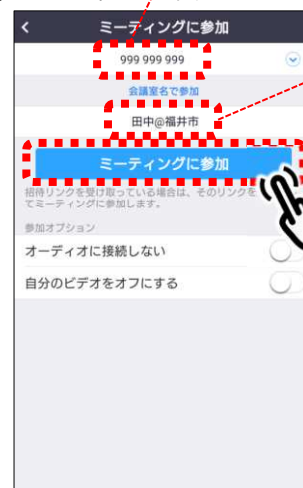 ミーティングに参加
999 999 999
会議室名で参加
田中@福井市
ミーティングに参加
招待リンクを受け取っている場合は、そのリンクを
てミーティングに参加します。
参加オプション
オーディオに接続しない
自分のビデオをオフにする